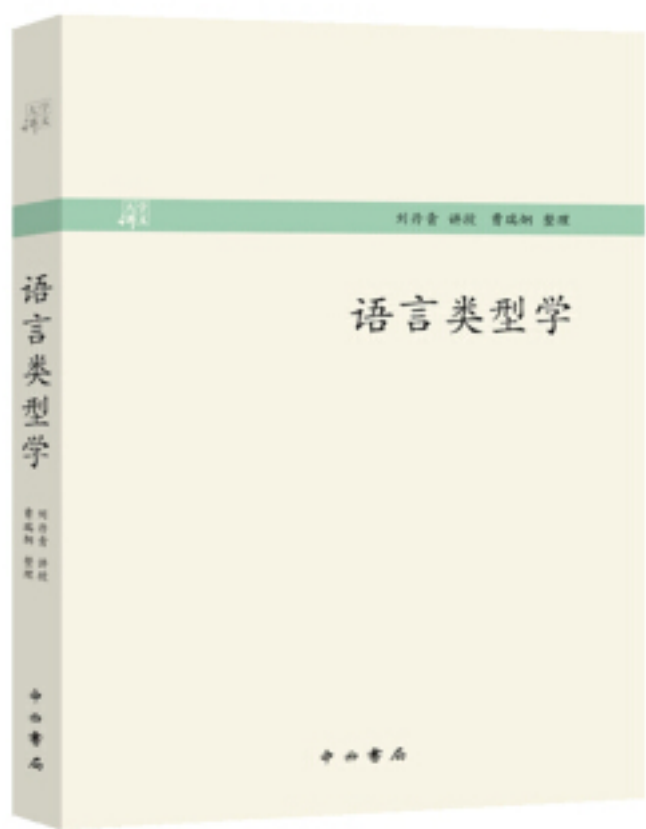 刘丹青 讲授 曹瑞炯 整理
语言类型学
中西书局
语言类型学
刘丹青 讲授
曹瑞炯 整理
中西书局